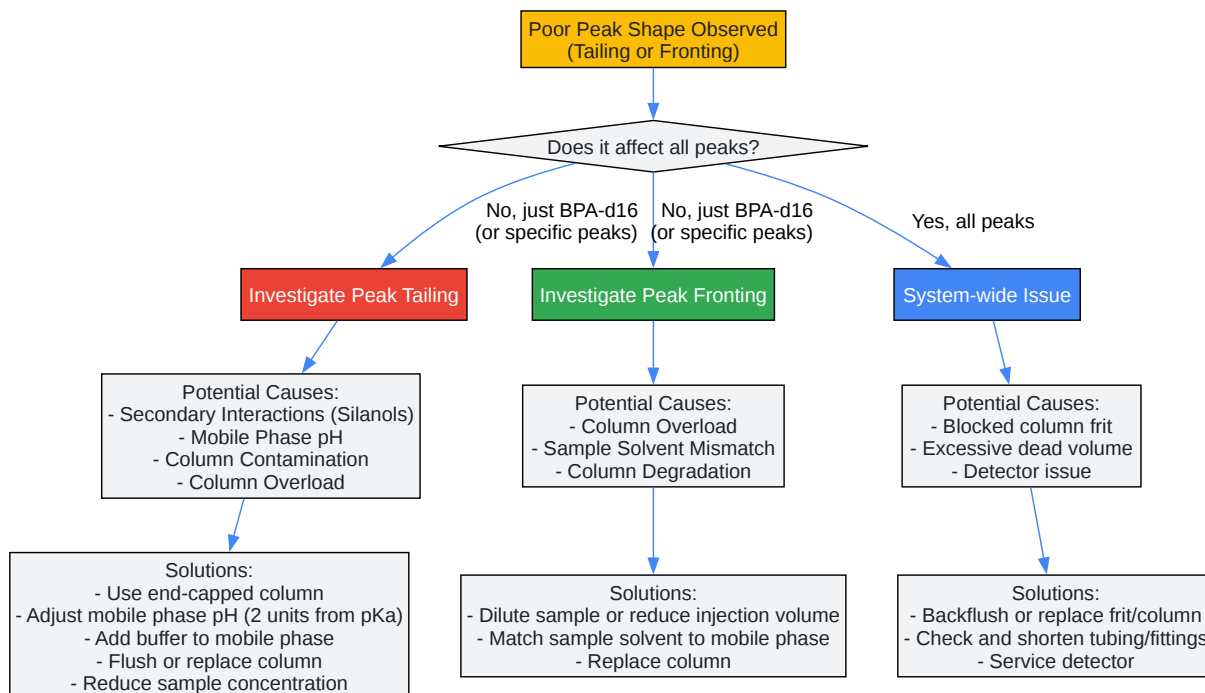 Poor Peak Shape Observed
(Tailing or Fronting)
Does it affect all peaks?
No, just BPA-d16
(or specific peaks)
No, just BPA-d16
(or specific peaks)
Yes, all peaks
Investigate Peak Tailing
Investigate Peak Fronting
System-wide Issue
Potential Causes:
- Secondary Interactions (Silanols)
- Mobile Phase pH
- Column Contamination
- Column Overload
Potential Causes:
- Column Overload
- Sample Solvent Mismatch
- Column Degradation
Potential Causes:
- Blocked column frit
- Excessive dead volume
- Detector issue
Solutions:
- Use end-capped column
- Adjust mobile phase pH (2 units from pKa)
- Add buffer to mobile phase
- Flush or replace column
- Reduce sample concentration
Solutions:
- Dilute sample or reduce injection volume
- Match sample solvent to mobile phase
- Replace column
Solutions:
- Backflush or replace frit/column
- Check and shorten tubing/fittings
- Service detector